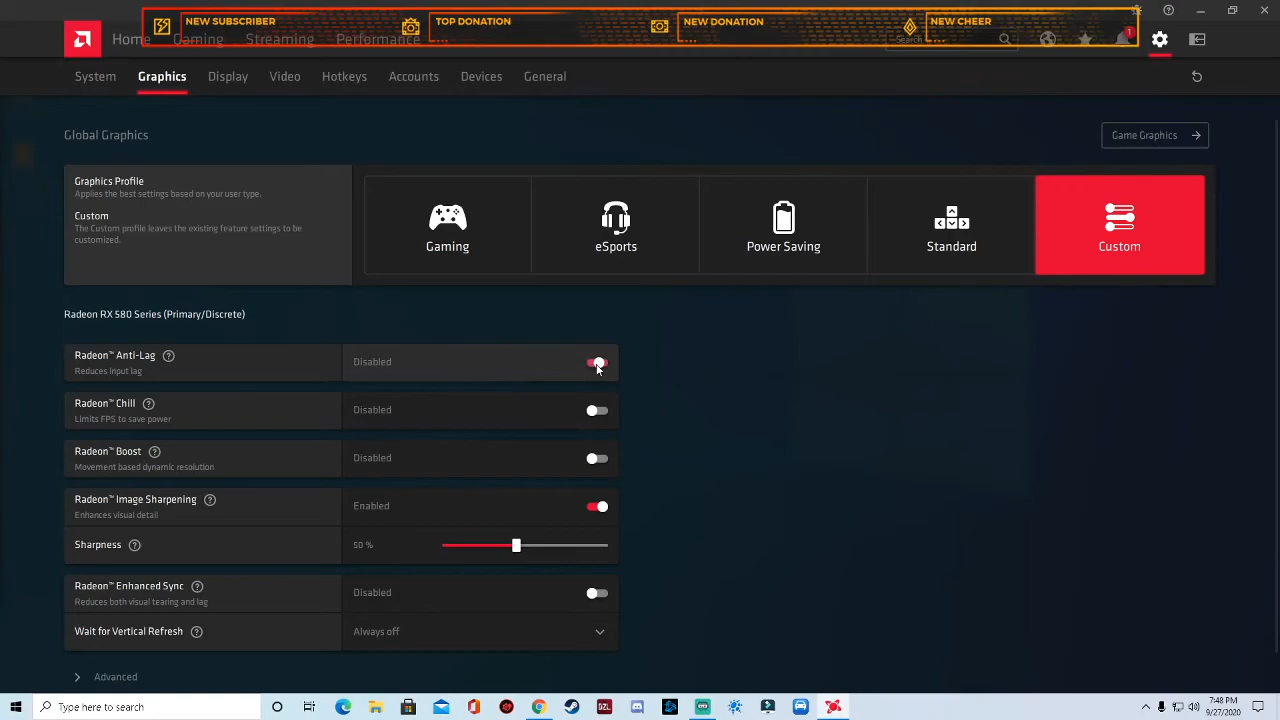 NEW SUBSCRIBER
TOP DONATION
NEW DONATION
NEW CHEER
Home Gaming Streaming Performance
Search
1
System Graphics Display Video Hotkeys Accounts Devices General
Global Graphics
Game Graphics
Graphics Profile
Applies the best settings based on your user type.
Custom
The Custom profile leaves the existing feature settings to be
customized.
Gaming
eSports
Power Saving
Standard
Custom
Radeon RX 580 Series (Primary/Discrete)
Radeon™ Anti-Lag
Reduces input lag
Disabled
Radeon™ Chill
Limits FPS to save power
Disabled
Radeon™ Boost
Movement based dynamic resolution
Disabled
Radeon™ Image Sharpening
Enhances visual detail
Enabled
Sharpness
50 %
Radeon™ Enhanced Sync
Reduces both visual tearing and lag
Disabled
Wait for Vertical Refresh
Always off
Advanced
Type here to search
7:48 PM
9/27/2020